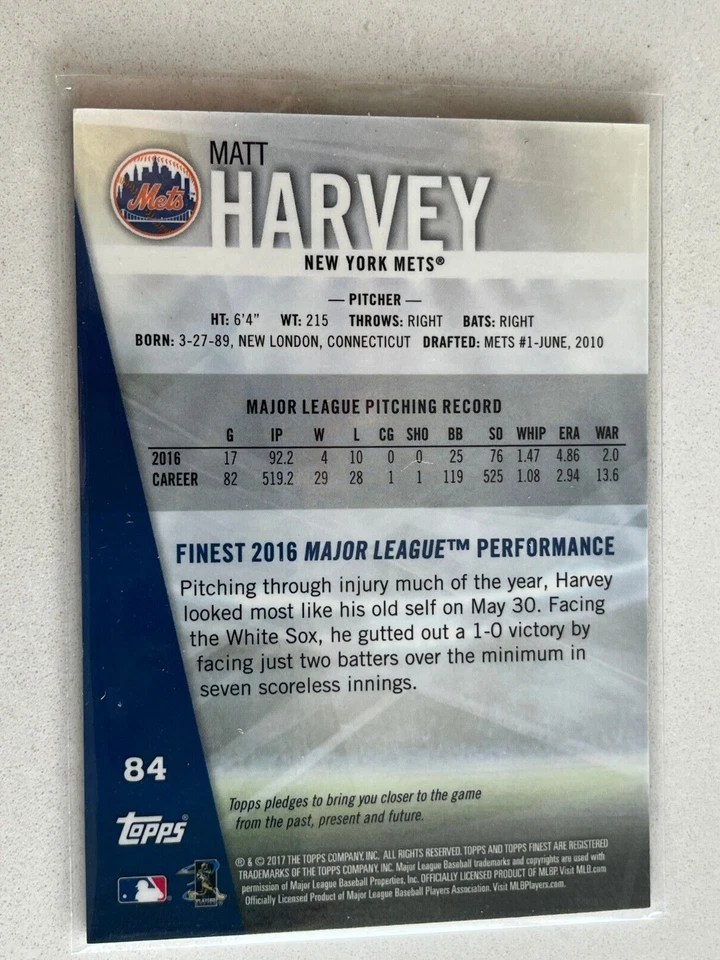 MATT
Mets
HARVEY
NEW YORK METS®
— PITCHER —
HT: 6'4" WT: 215 THROWS: RIGHT BATS: RIGHT
BORN: 3-27-89, NEW LONDON, CONNECTICUT DRAFTED: METS #1-JUNE, 2010
MAJOR LEAGUE PITCHING RECORD
G IP W L CG SHO BB SO WHIP ERA WAR
2016 17 92.2 4 10 0 0 25 76 1.47 4.86 2.0
CAREER 82 519.2 29 28 1 1 119 525 1.08 2.94 13.6
FINEST 2016 MAJOR LEAGUE™ PERFORMANCE
Pitching through injury much of the year, Harvey
looked most like his old self on May 30. Facing
the White Sox, he gutted out a 1-0 victory by
facing just two batters over the minimum in
seven scoreless innings.
84
Topps pledges to bring you closer to the game
from the past, present and future.
Topps®
® & © 2017 THE TOPPS COMPANY, INC. ALL RIGHTS RESERVED. TOPPS AND TOPPS FINEST ARE REGISTERED
TRADEMARKS OF THE TOPPS COMPANY, INC. Major League Baseball trademarks and copyrights are used with
permission of Major League Baseball Properties, Inc. OFFICIALLY LICENSED PRODUCT OF MLBP. Visit MLB.com
Officially Licensed Product of Major League Baseball Players Association. Visit MLBPlayers.com.